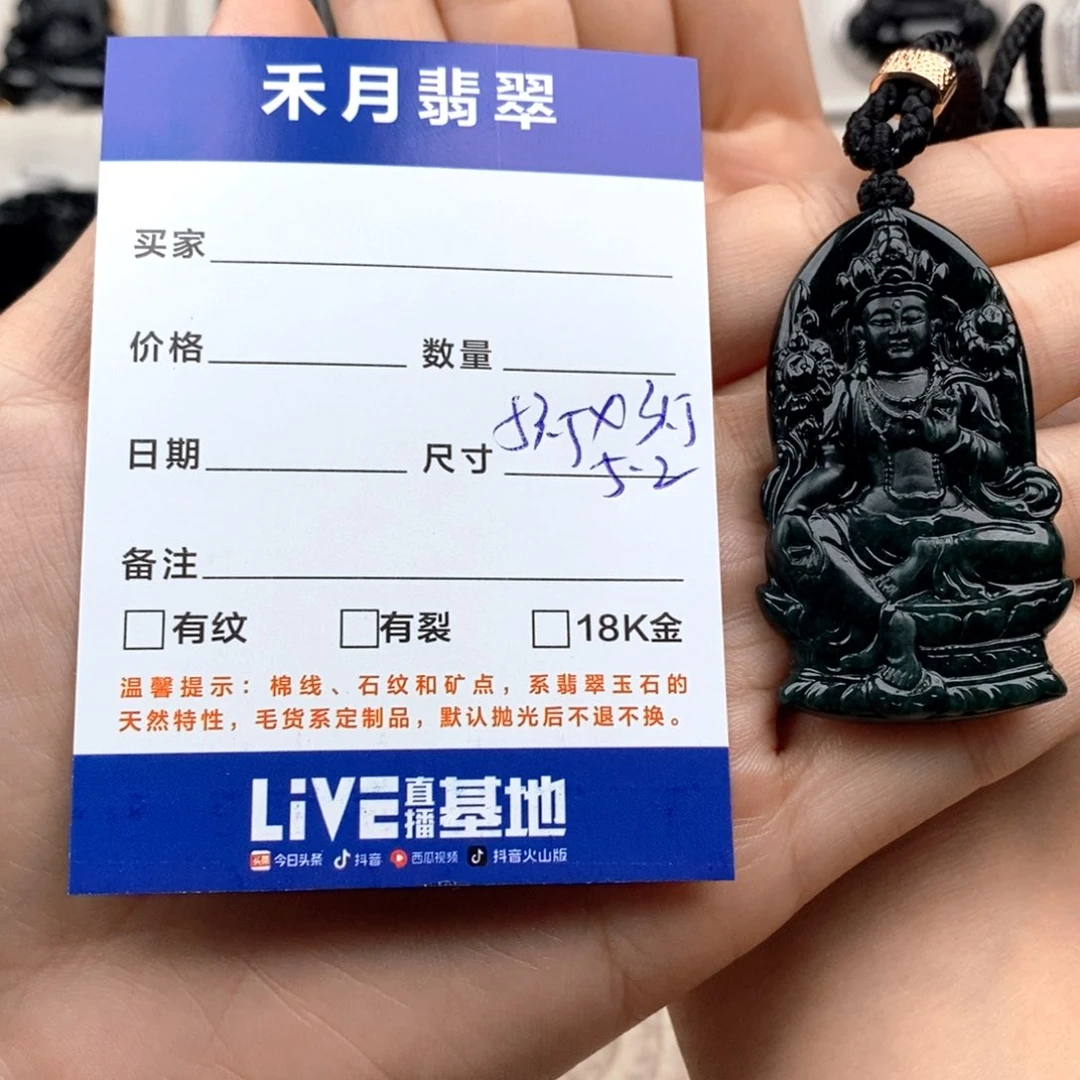 禾月翡翠
买家
价格 数量
日期 尺寸
5.2
备注
有纹 有裂 18K金
温馨提示：棉线、石纹和矿点，系翡翠玉石的
天然特性，毛货系定制品，默认抛光后不退不换。
LiVE直播基地
头条 今日头条 抖音 西瓜视频 抖音火山版